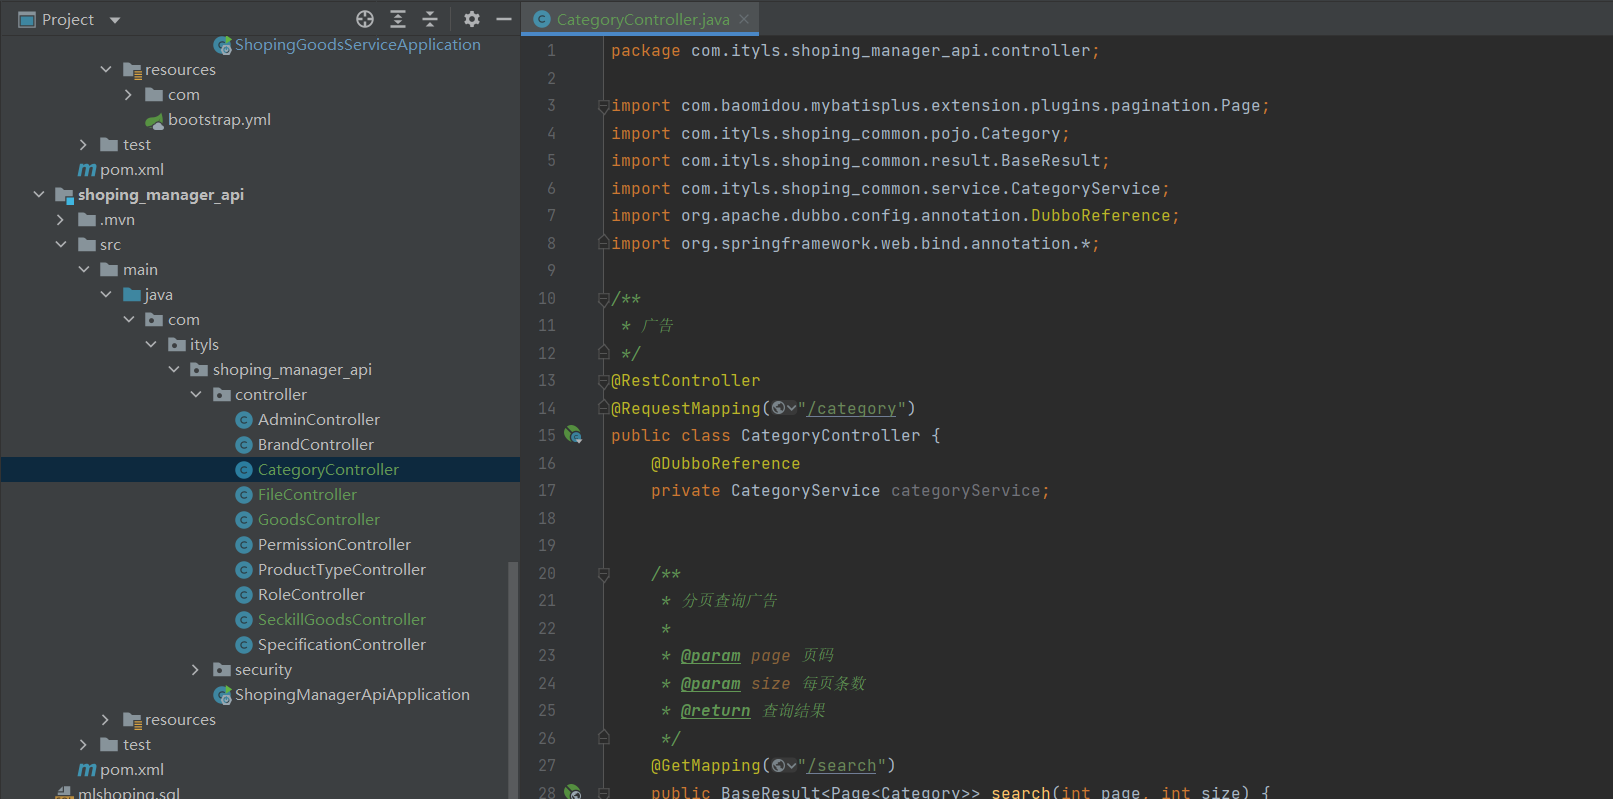 Project
ShopingGoodsServiceApplication
resources
com
bootstrap.yml
test
pom.xml
shoping_manager_api
.mvn
src
main
java
com
ityls
shoping_manager_api
controller
AdminController
BrandController
CategoryController
FileController
GoodsController
PermissionController
ProductTypeController
RoleController
SeckillGoodsController
SpecificationController
security
ShopingManagerApiApplication
resources
test
pom.xml
mlshoping.sql
CategoryController.java
1 package com.ityls.shoping_manager_api.controller;
2
3 import com.baomidou.mybatisplus.extension.plugins.pagination.Page;
4 import com.ityls.shoping_common.pojo.Category;
5 import com.ityls.shoping_common.result.BaseResult;
6 import com.ityls.shoping_common.service.CategoryService;
7 import org.apache.dubbo.config.annotation.DubboReference;
8 import org.springframework.web.bind.annotation.*;
9
10 /**
11 * 广告
12 */
13 @RestController
14 @RequestMapping("/category")
15 public class CategoryController {
16 @DubboReference
17 private CategoryService categoryService;
18
19
20 /**
21 * 分页查询广告
22 *
23 * @param page 页码
24 * @param size 每页条数
25 * @return 查询结果
26 */
27 @GetMapping("/search")
28 public BaseResult<Page<Category>> search(int page, int size) {